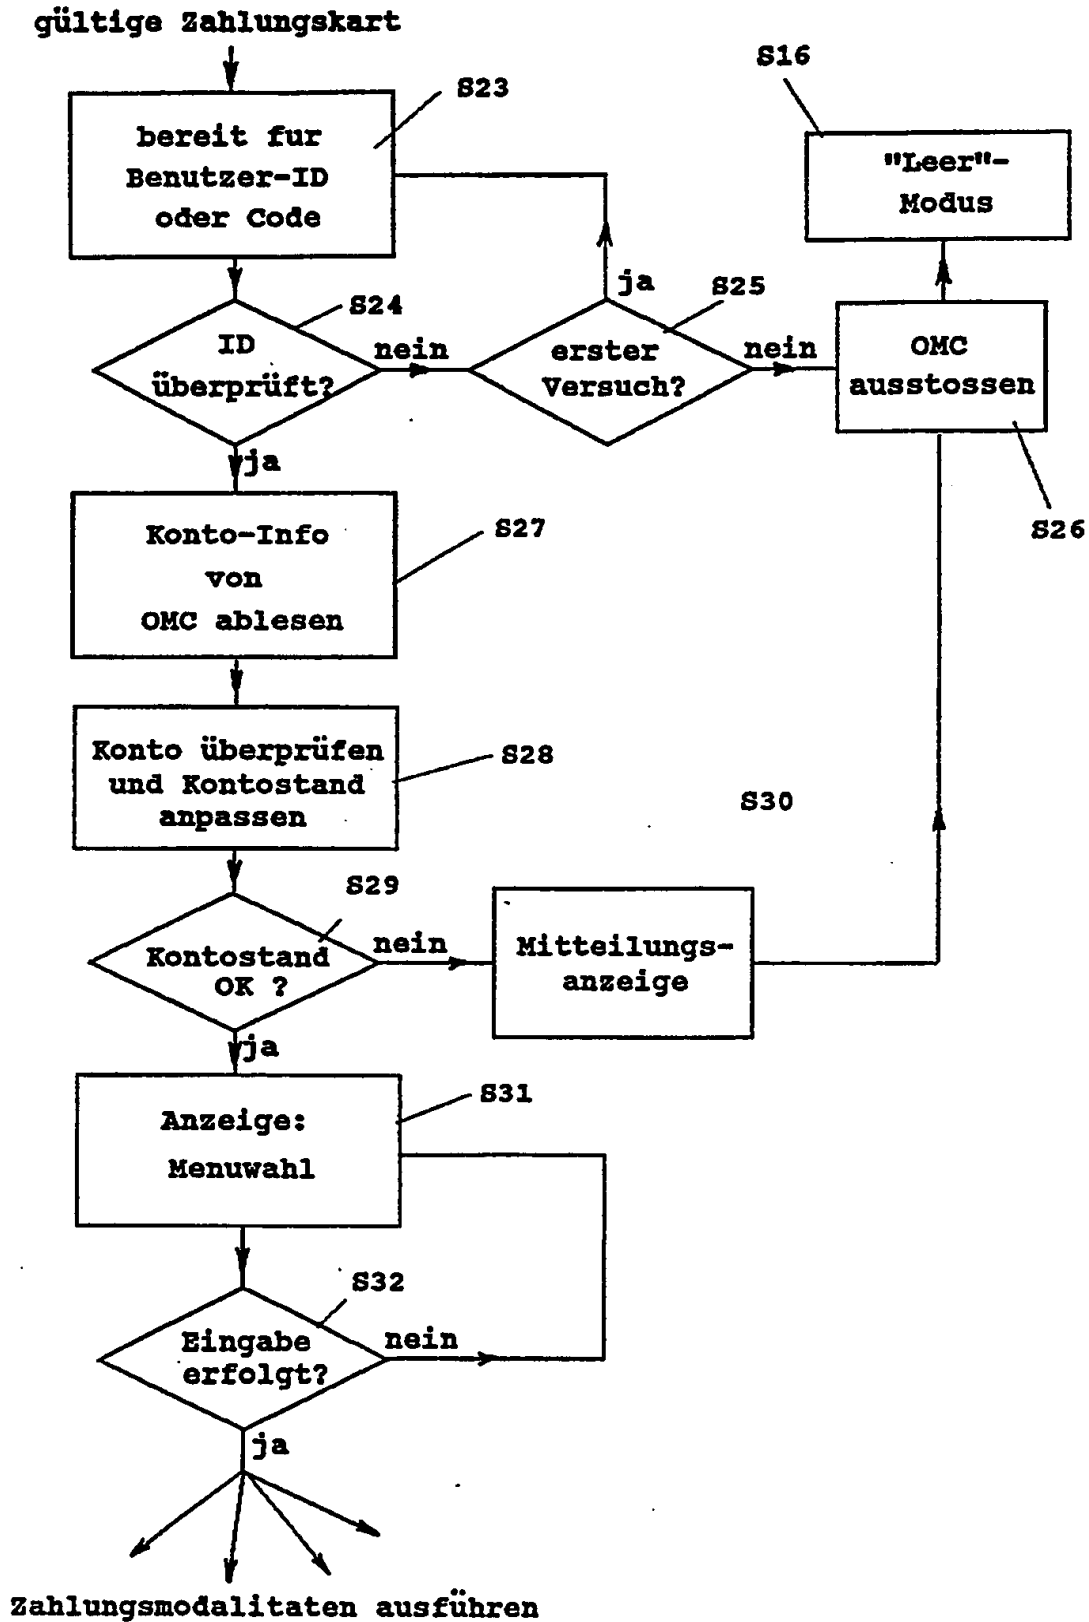 gültige Zahlungskart
S23
S16
bereit fur
Benutzer-ID
oder Code
"Leer"-
Modus
ja
S25
S24
ID
überprüft?
nein
erster
Versuch?
nein
OMC
ausstossen
ja
S26
Konto-Info
von
OMC ablesen
S27
Konto überprüfen
und Kontostand
anpassen
S28
S30
S29
Kontostand
OK ?
nein
Mitteilungs-
anzeige
ja
Anzeige:
Menuwahl
S31
S32
Eingabe
erfolgt?
nein
ja
Zahlungsmodalitaten ausführen